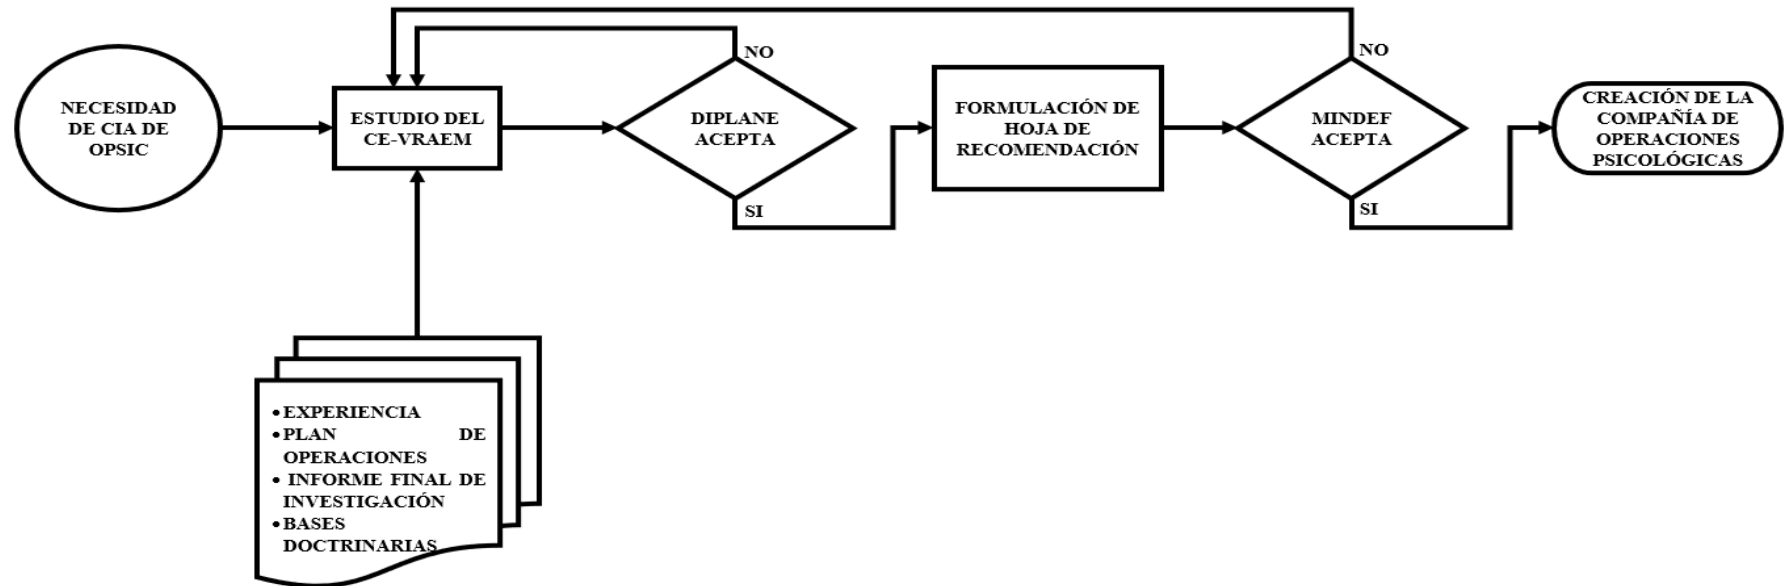 NECESIDAD
DE CIA DE
OPSIC
ESTUDIO DEL
CE-VRAEM
NO
DIPLANE
ACEPTA
SI
FORMULACIÓN DE
HOJA DE
RECOMENDACIÓN
NO
MINDEF
ACEPTA
SI
CREACIÓN DE LA
COMPAÑÍA DE
OPERACIONES
PSICOLÓGICAS
• EXPERIENCIA
• PLAN DE
OPERACIONES
• INFORME FINAL DE
INVESTIGACIÓN
• BASES
DOCTRINARIAS